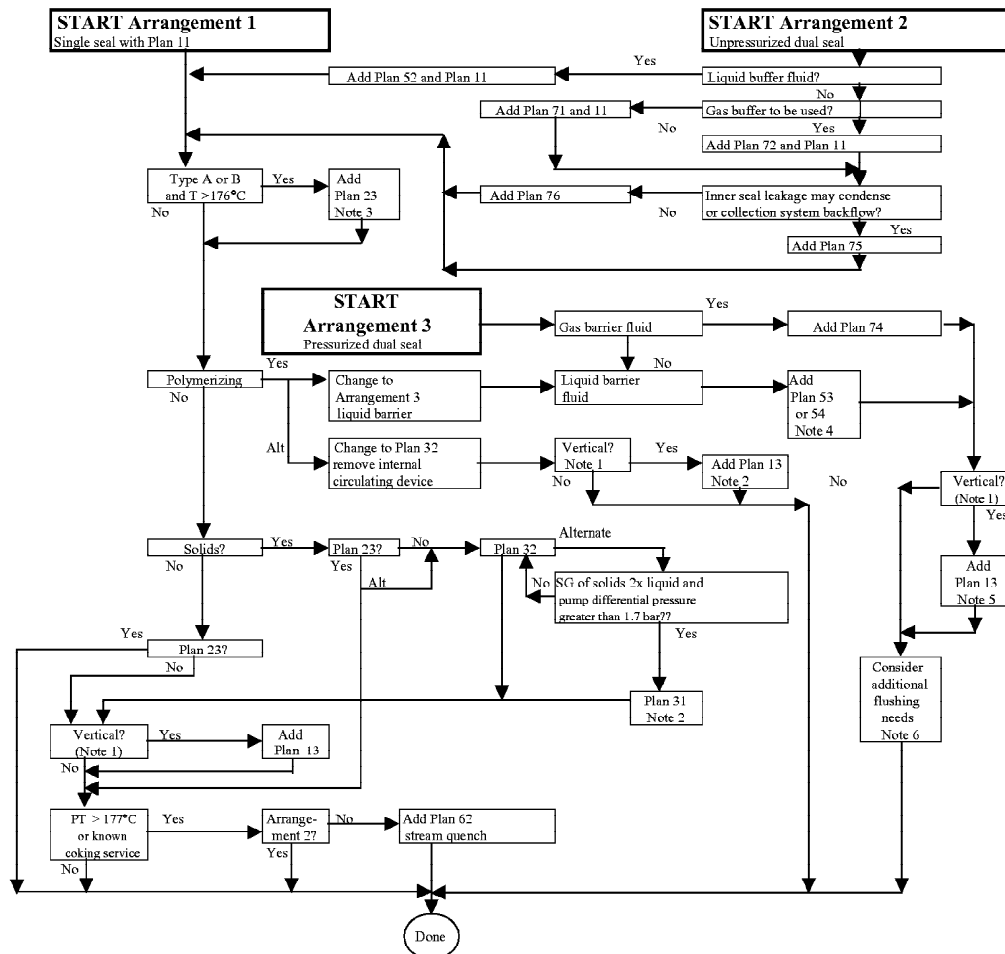 START Arrangement 1
Single seal with Plan 11
START Arrangement 2
Unpressurized dual seal
Yes
Add Plan 52 and Plan 11
Liquid buffer fluid?
No
Add Plan 71 and 11
Gas buffer to be used?
No
Yes
Add Plan 72 and Plan 11
Type A or B
and T >176°C
Yes
No
Add
Plan 23
Note 3
Add Plan 76
No
Inner seal leakage may condense
or collection system backflow?
Yes
Add Plan 75
START
Arrangement 3
Pressurized dual seal
Gas barrier fluid
Yes
Add Plan 74
No
Polymerizing
Yes
No
Change to
Arrangement 3
liquid barrier
Liquid barrier
fluid
Add
Plan 53
or 54
Note 4
Alt
Change to Plan 32
remove internal
circulating device
Vertical?
Note 1
Yes
No
Add Plan 13
Note 2
No
Vertical?
(Note 1)
Yes
Solids?
Yes
No
Plan 23?
No
Yes
Alt
Plan 32
Alternate
No
SG of solids 2x liquid and
pump differential pressure
greater than 1.7 bar??
Yes
Add
Plan 13
Note 5
Yes
Plan 23?
No
Plan 31
Note 2
Consider
additional
flushing
needs
Note 6
Vertical?
(Note 1)
Yes
No
Add
Plan 13
PT > 177°C
or known
coking service
Yes
No
Arrange-
ment 2?
No
Yes
Add Plan 62
stream quench
Done